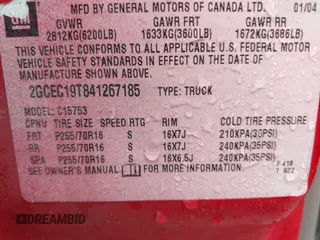 GM MFD BY GENERAL MOTORS OF CANADA LTD. 01/04
GVWR GAWR FRT GAWR RR
2812KG(6200LB) 1633KG(3600LB) 1672KG(3686LB)
THIS VEHICLE CONFORMS TO ALL APPLICABLE U.S. FEDERAL MOTOR
VEHICLE SAFETY STANDARDS IN EFFECT ON THE DATE OF
MANUFACTURE SHOWN ABOVE.
2GCEC19T841267185 TYPE: TRUCK
MODEL: C15753
CPNU TIRE SIZE SPEED RTG RIM COLD TIRE PRESSURE
FRT P255/70R16 S 16X7J 210KPA(30PSI)
RR P255/70R16 S 16X7J 240KPA(35PSI)
SPA P255/70R16 S 16X6.5J 240KPA(35PSI)
SEE OWNER'S MANUAL FOR ADDITIONAL INFORMATION
DREAMBID